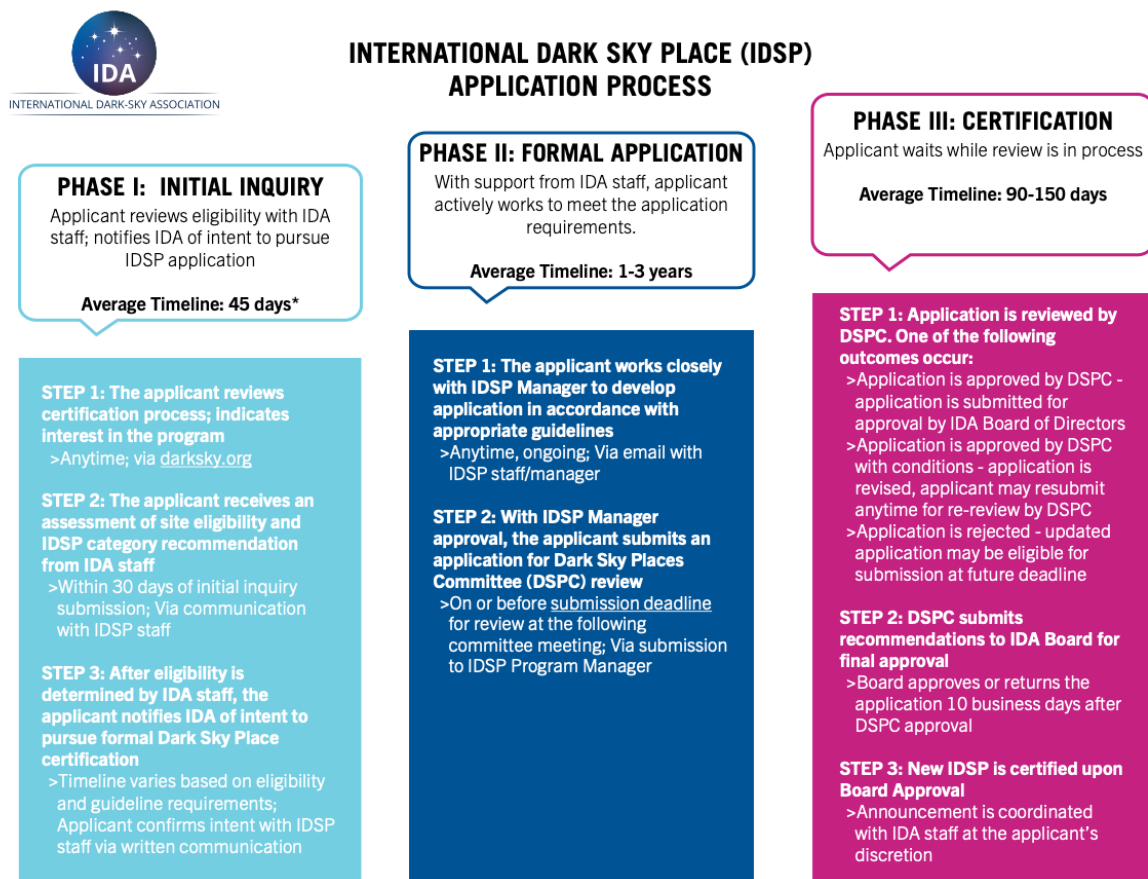 IDA
INTERNATIONAL DARK-SKY ASSOCIATION
INTERNATIONAL DARK SKY PLACE (IDSP)
APPLICATION PROCESS
PHASE I: INITIAL INQUIRY
Applicant reviews eligibility with IDA
staff; notifies IDA of intent to pursue
IDSP application
Average Timeline: 45 days*
STEP 1: The applicant reviews
certification process; indicates
interest in the program
>Anytime; via darksky.org
STEP 2: The applicant receives an
assessment of site eligibility and
IDSP category recommendation
from IDA staff
>Within 30 days of initial inquiry
submission; Via communication
with IDSP staff
STEP 3: After eligibility is
determined by IDA staff, the
applicant notifies IDA of intent to
pursue formal Dark Sky Place
certification
>Timeline varies based on eligibility
and guideline requirements;
Applicant confirms intent with IDSP
staff via written communication
PHASE II: FORMAL APPLICATION
With support from IDA staff, applicant
actively works to meet the application
requirements.
Average Timeline: 1-3 years
STEP 1: The applicant works closely
with IDSP Manager to develop
application in accordance with
appropriate guidelines
>Anytime, ongoing; Via email with
IDSP staff/manager
STEP 2: With IDSP Manager
approval, the applicant submits an
application for Dark Sky Places
Committee (DSPC) review
>On or before submission deadline
for review at the following
committee meeting; Via submission
to IDSP Program Manager
PHASE III: CERTIFICATION
Applicant waits while review is in process
Average Timeline: 90-150 days
STEP 1: Application is reviewed by
DSPC. One of the following
outcomes occur:
>Application is approved by DSPC -
application is submitted for
approval by IDA Board of Directors
>Application is approved by DSPC
with conditions - application is
revised, applicant may resubmit
anytime for re-review by DSPC
>Application is rejected - updated
application may be eligible for
submission at future deadline
STEP 2: DSPC submits
recommendations to IDA Board for
final approval
>Board approves or returns the
application 10 business days after
DSPC approval
STEP 3: New IDSP is certified upon
Board Approval
>Announcement is coordinated
with IDA staff at the applicant's
discretion